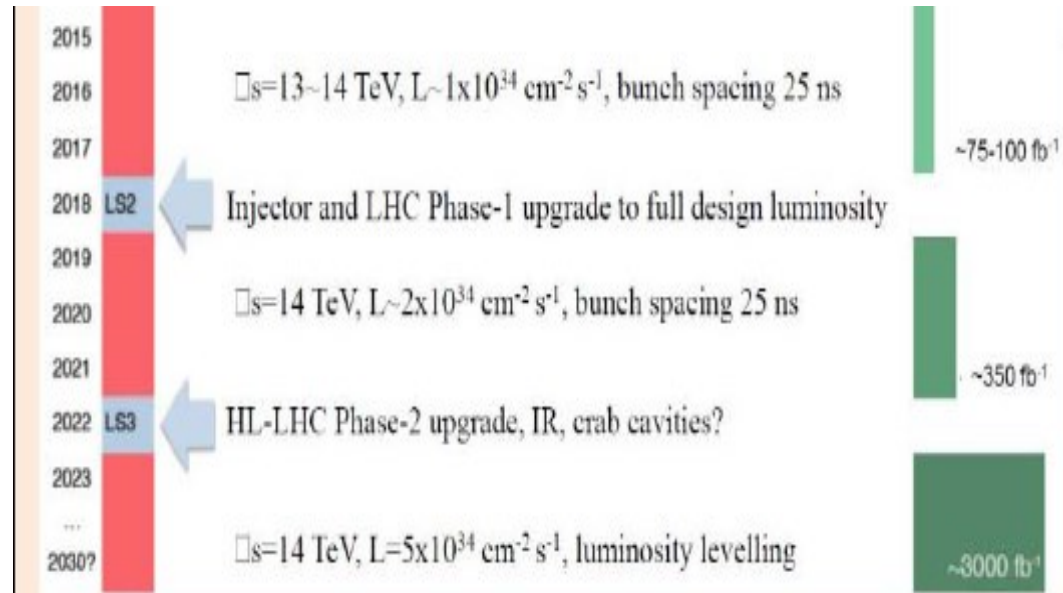 2015
2016
□s=13~14 TeV, L~1x10³⁴ cm⁻² s⁻¹, bunch spacing 25 ns
2017
~75-100 fb⁻¹
2018 LS2 Injector and LHC Phase-1 upgrade to full design luminosity
2019
2020
□s=14 TeV, L~2x10³⁴ cm⁻² s⁻¹, bunch spacing 25 ns
2021
~350 fb⁻¹
2022 LS3 HL-LHC Phase-2 upgrade, IR, crab cavities?
2023
...
2030?
□s=14 TeV, L=5x10³⁴ cm⁻² s⁻¹, luminosity levelling
~3000 fb⁻¹